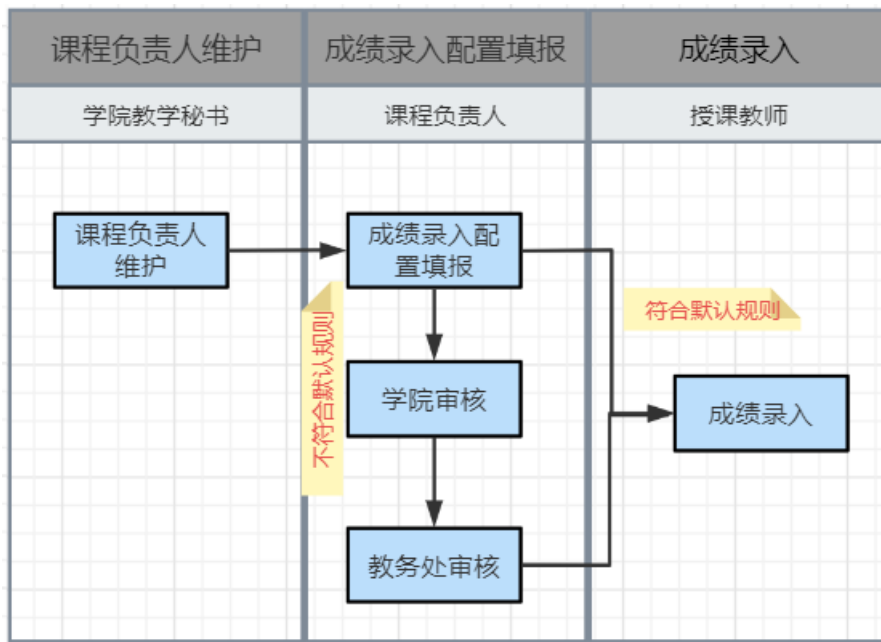 课程负责人维护
成绩录入配置填报
成绩录入
学院教学秘书
课程负责人
授课教师
课程负责人
维护
成绩录入配
置填报
符合默认规则
不符合默认规则
学院审核
成绩录入
教务处审核